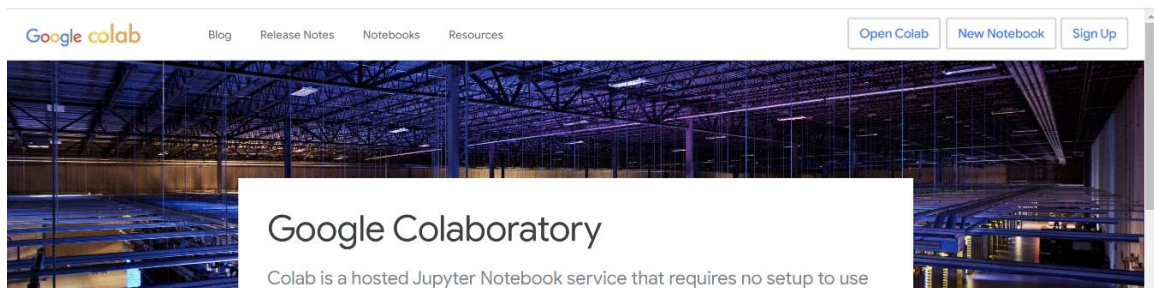 Google colab Blog Release Notes Notebooks Resources Open Colab New Notebook Sign Up
Google Colaboratory
Colab is a hosted Jupyter Notebook service that requires no setup to use